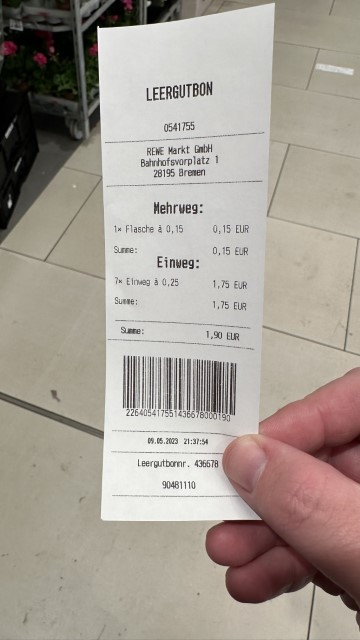 LEERGUTBON
0541755
REWE Markt GmbH
Bahnhofsvorplatz 1
28195 Bremen
Mehrweg:
1× Flasche à 0,15 0,15 EUR
Summe: 0,15 EUR
Einweg:
7× Einweg à 0,25 1,75 EUR
Summe: 1,75 EUR
Summe: 1,90 EUR
226405417551436678000190
09.05.2023 21:37:54
Leergutbonnr. 436678
90481110